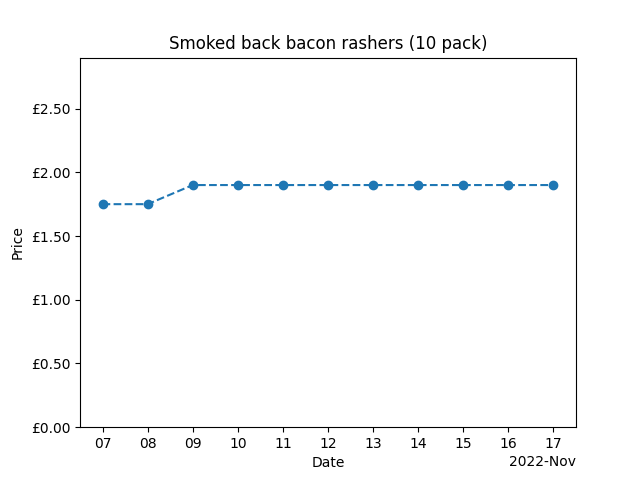 Smoked back bacon rashers (10 pack)
£2.50
£2.00
£1.50
£1.00
£0.50
£0.00
Price
07 08 09 10 11 12 13 14 15 16 17
Date
2022-Nov